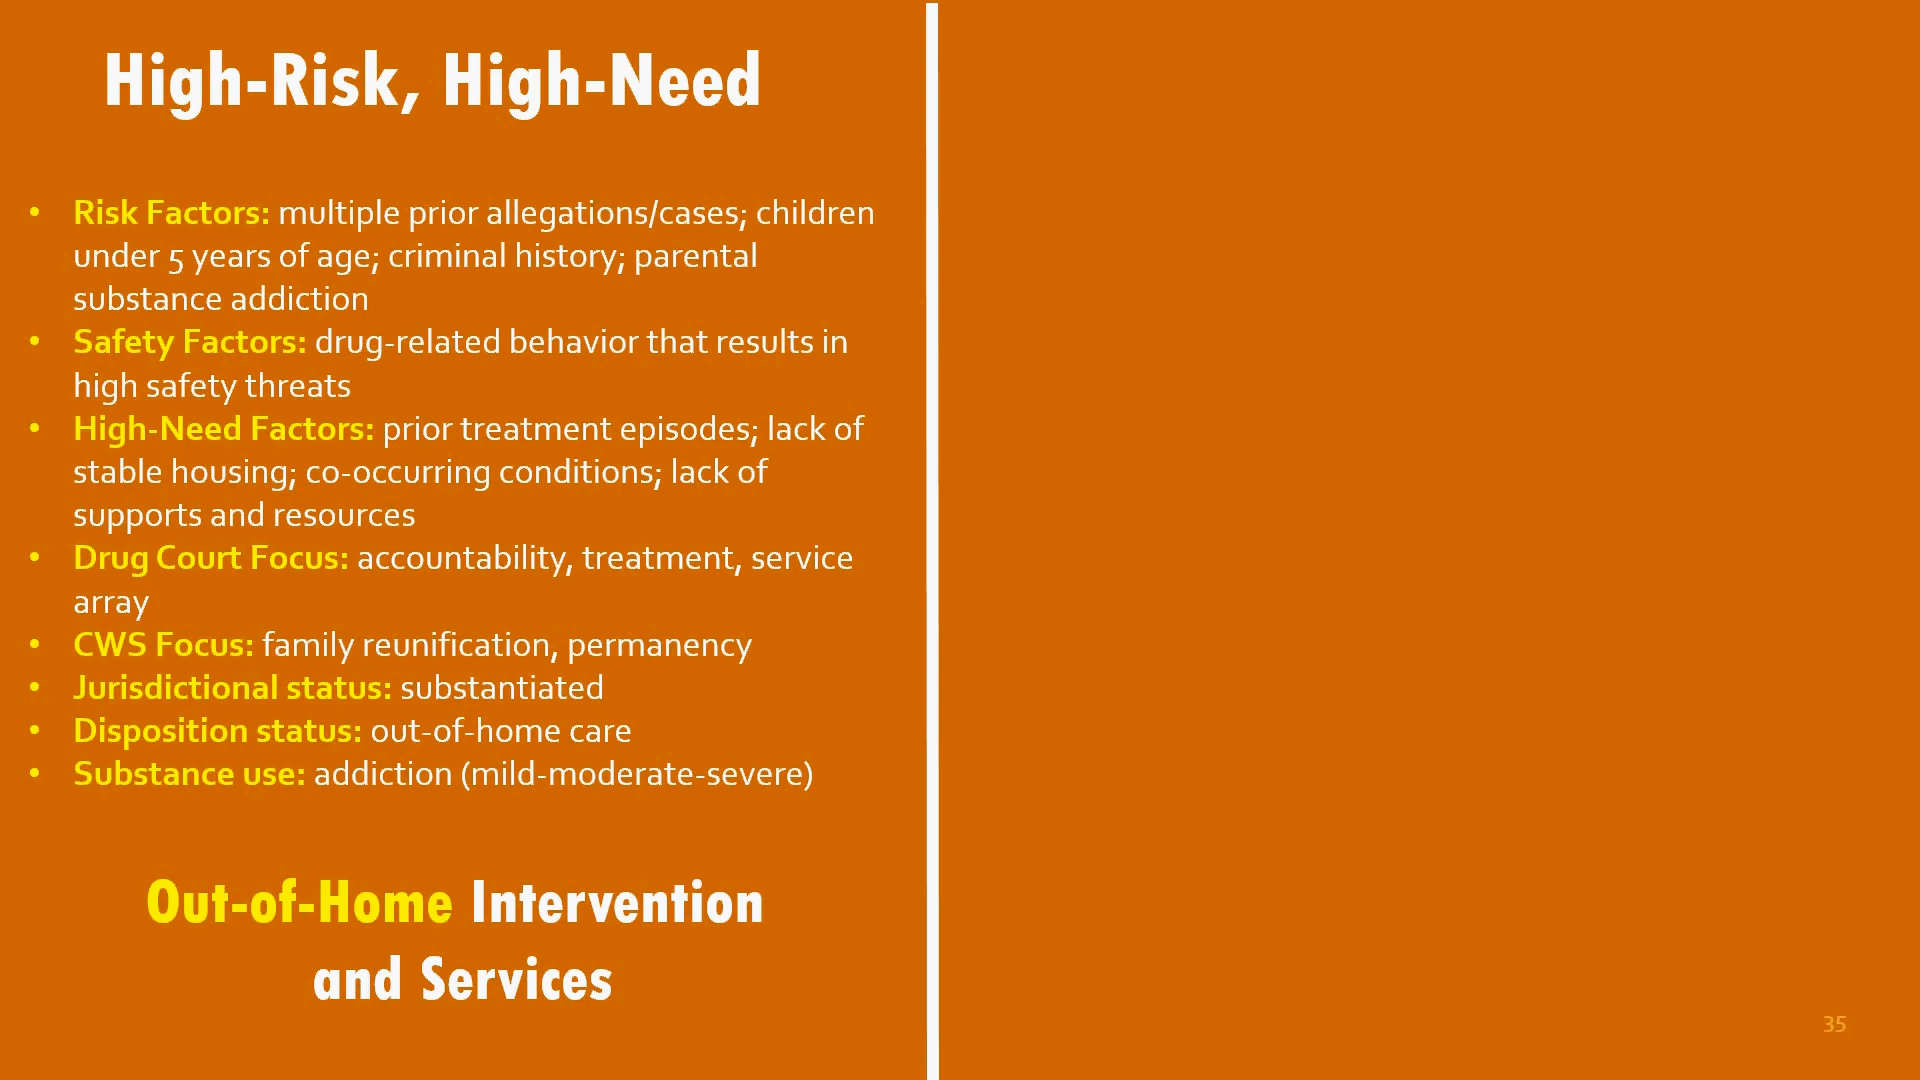 High-Risk, High-Need
• Risk Factors: multiple prior allegations/cases; children
under 5 years of age; criminal history; parental
substance addiction
• Safety Factors: drug-related behavior that results in
high safety threats
• High-Need Factors: prior treatment episodes; lack of
stable housing; co-occurring conditions; lack of
supports and resources
• Drug Court Focus: accountability, treatment, service
array
• CWS Focus: family reunification, permanency
• Jurisdictional status: substantiated
• Disposition status: out-of-home care
• Substance use: addiction (mild-moderate-severe)
Out-of-Home Intervention
and Services
35